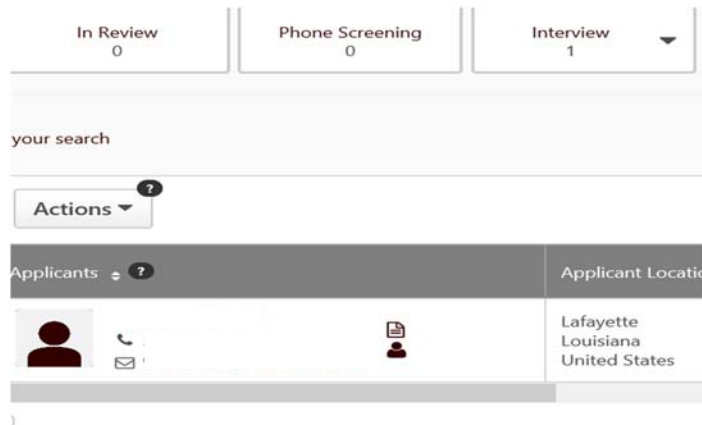 In Review
0
Phone Screening
0
Interview
1
your search
Actions
?
Applicants ?
Applicant Locatio
Lafayette
Louisiana
United States